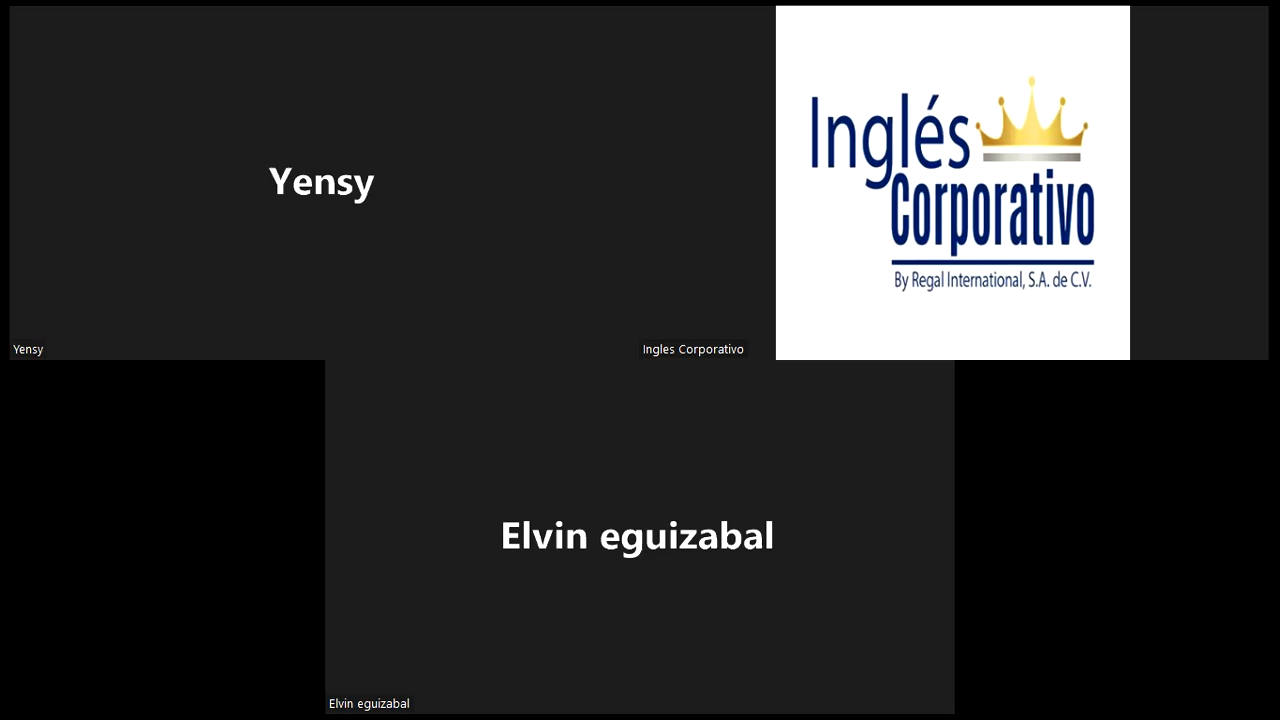 Yensy
Yensy
Inglés
Corporativo
By Regal International, S.A. de C.V.
Ingles Corporativo
Elvin eguizabal
Elvin eguizabal